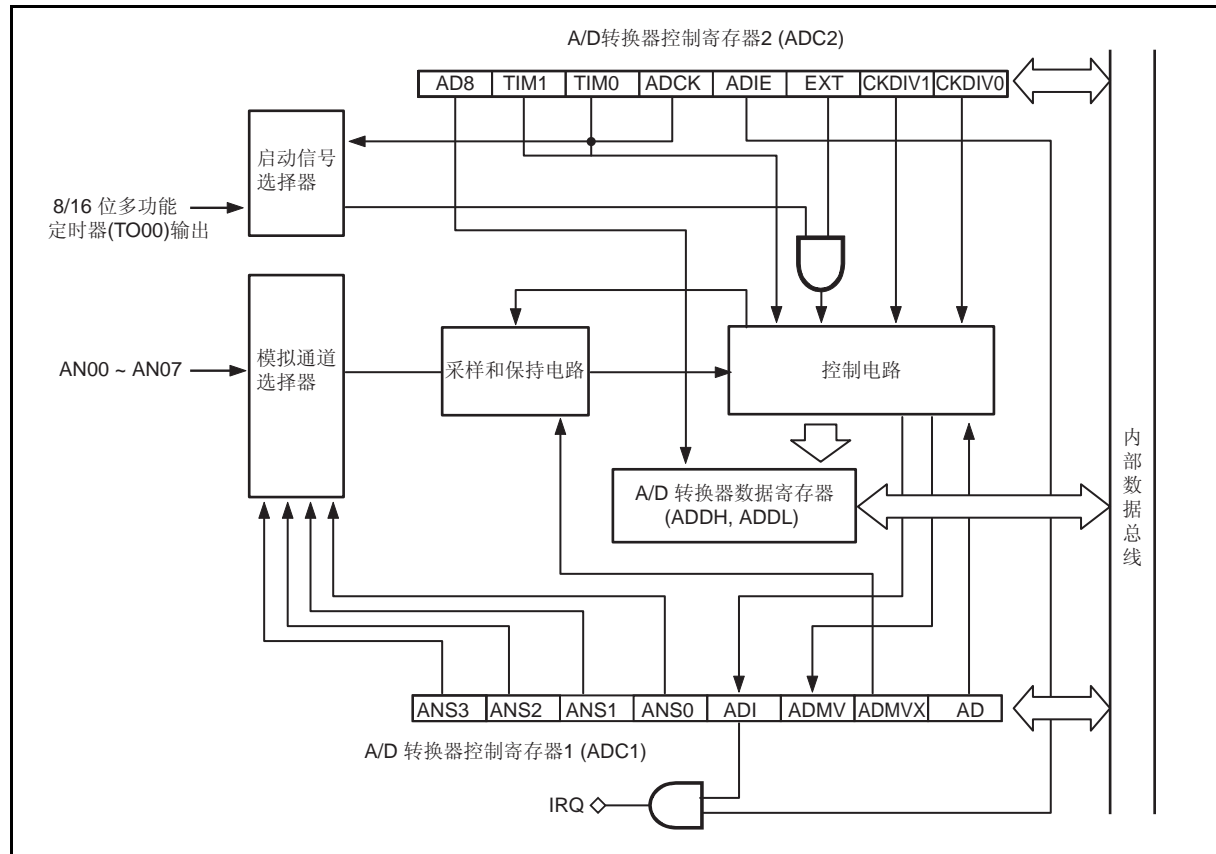 A/D转换器控制寄存器2 (ADC2)
AD8 TIM1 TIM0 ADCK ADIE EXT CKDIV1 CKDIV0
启动信号
选择器
8/16 位多功能
定时器(TO00)输出
模拟通道
选择器
AN00 ~ AN07
采样和保持电路
控制电路
A/D 转换器数据寄存器
(ADDH, ADDL)
内
部
数
据
总
线
ANS3 ANS2 ANS1 ANS0 ADI ADMV ADMVX AD
A/D 转换器控制寄存器1 (ADC1)
IRQ